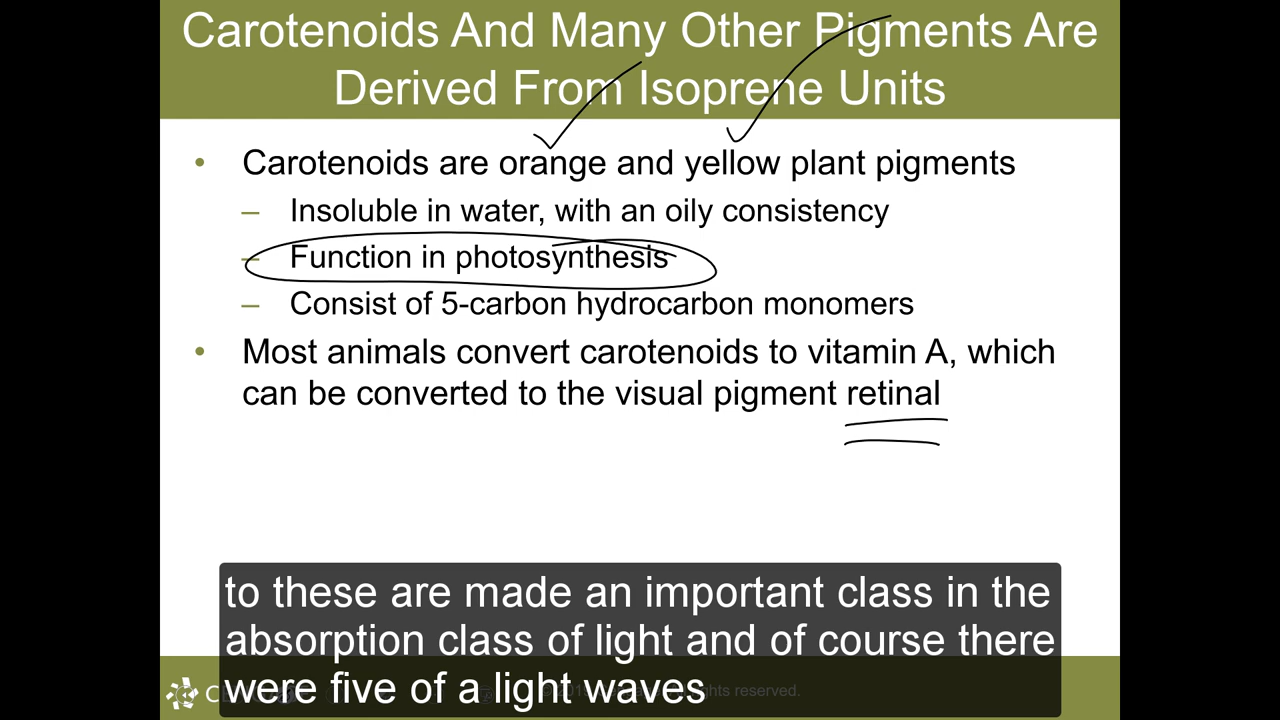 Carotenoids And Many Other Pigments Are
Derived From Isoprene Units
• Carotenoids are orange and yellow plant pigments
– Insoluble in water, with an oily consistency
– Function in photosynthesis
– Consist of 5-carbon hydrocarbon monomers
• Most animals convert carotenoids to vitamin A, which
can be converted to the visual pigment retinal
to these are made an important class in the
absorption class of light and of course there
were five of a light waves
rights reserved.